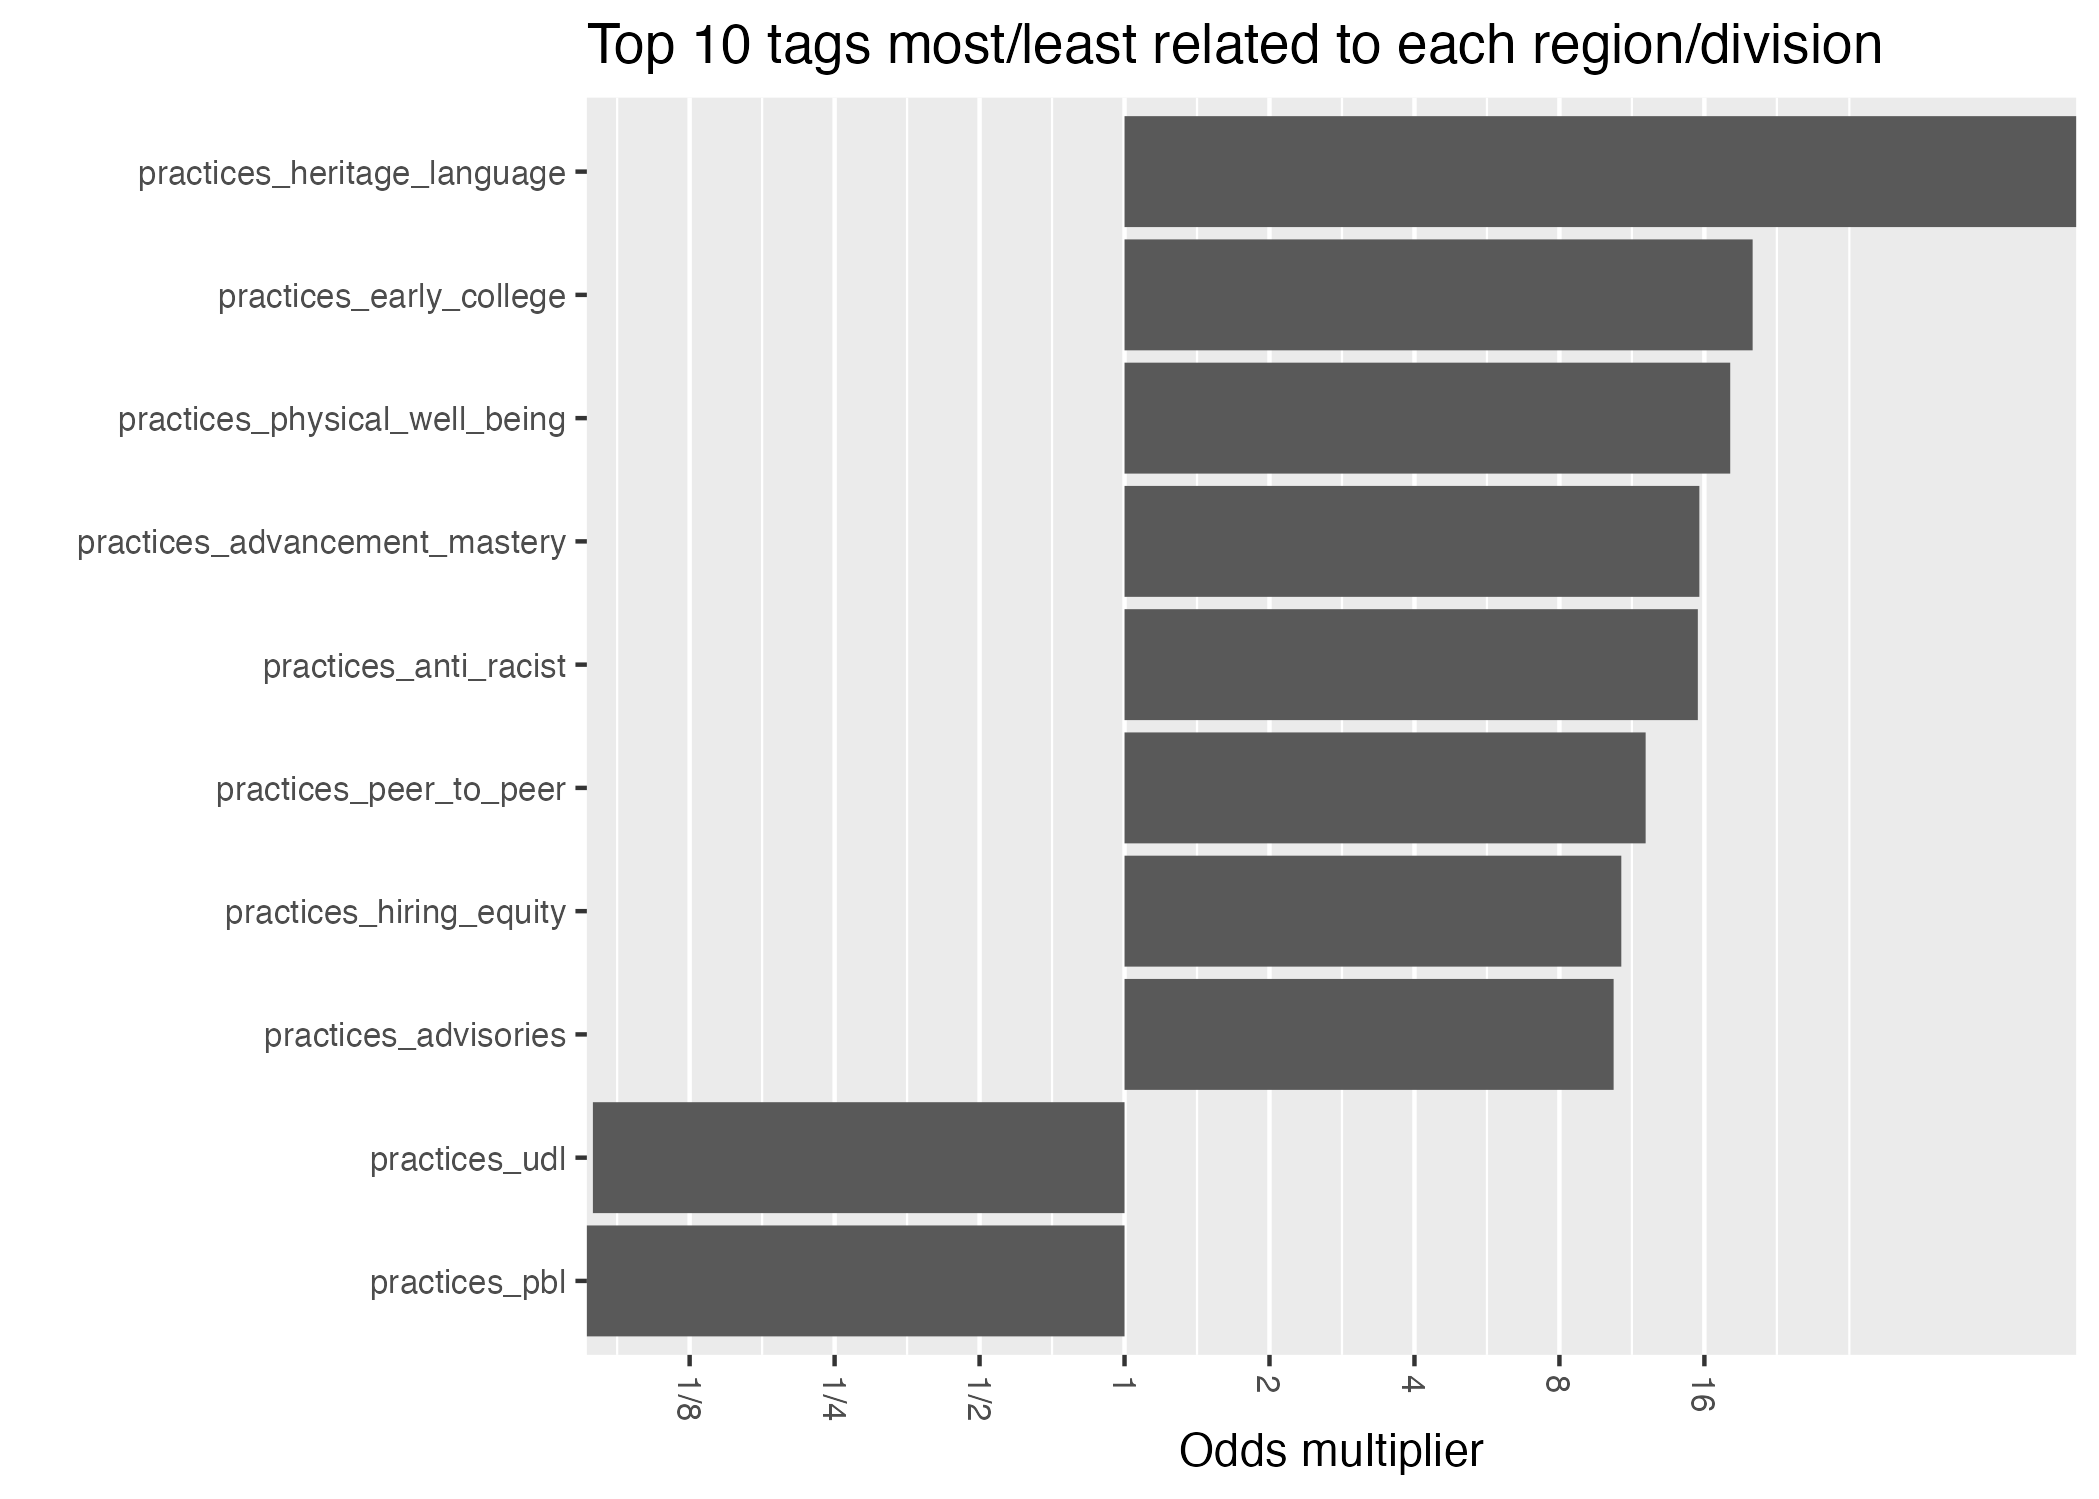 Top 10 tags most/least related to each region/division
practices_heritage_language
practices_early_college
practices_physical_well_being
practices_advancement_mastery
practices_anti_racist
practices_peer_to_peer
practices_hiring_equity
practices_advisories
practices_udl
practices_pbl
1/8
1/4
1/2
1
2
4
8
16
Odds multiplier